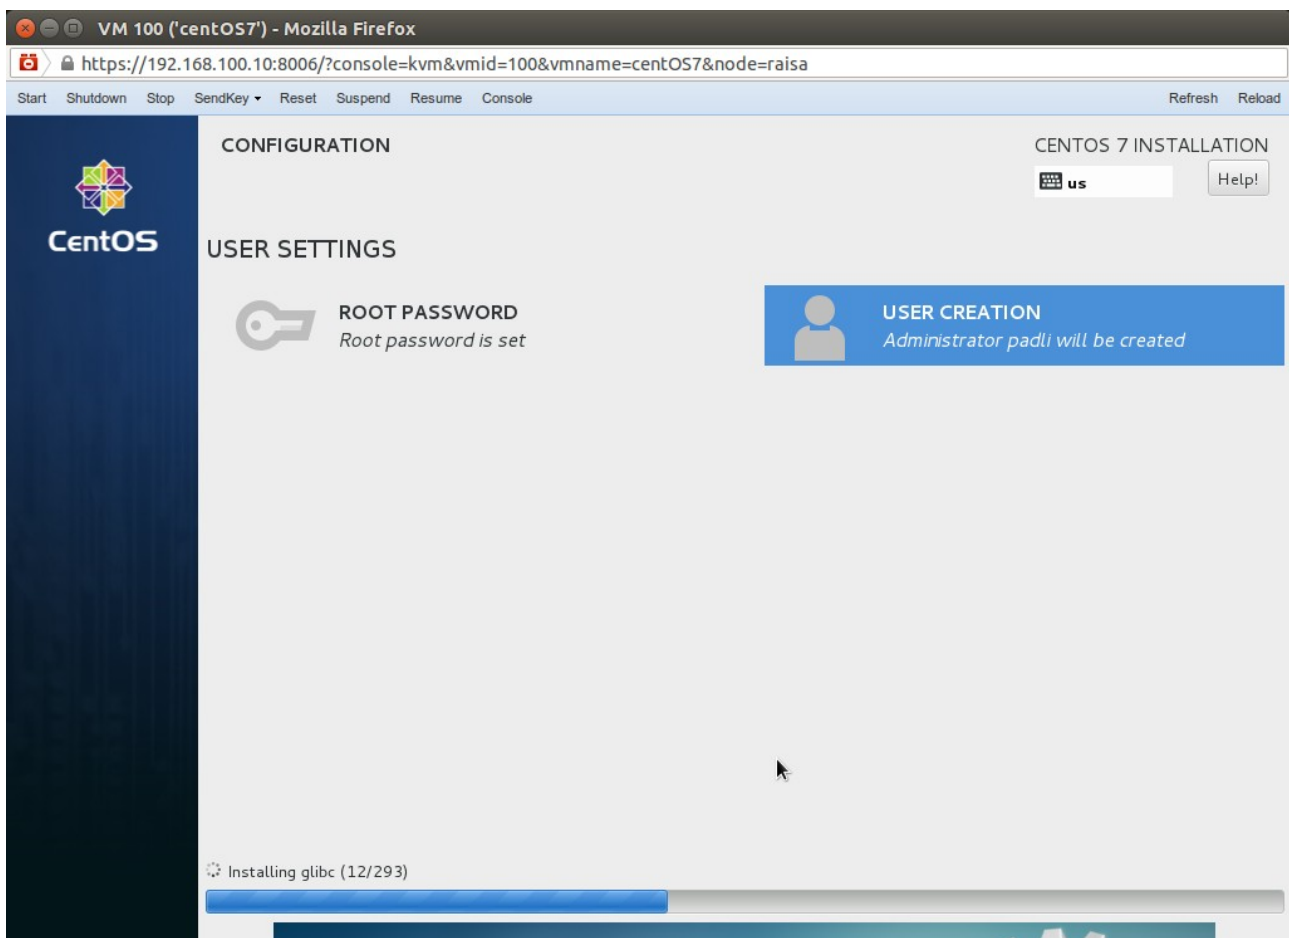 VM 100 ('centOS7') - Mozilla Firefox
https://192.168.100.10:8006/?console=kvm&vmid=100&vmname=centOS7&node=raisa
Start Shutdown Stop SendKey Reset Suspend Resume Console Refresh Reload
CONFIGURATION
CENTOS 7 INSTALLATION
us
Help!
CentOS
USER SETTINGS
ROOT PASSWORD
Root password is set
USER CREATION
Administrator padli will be created
Installing glibc (12/293)